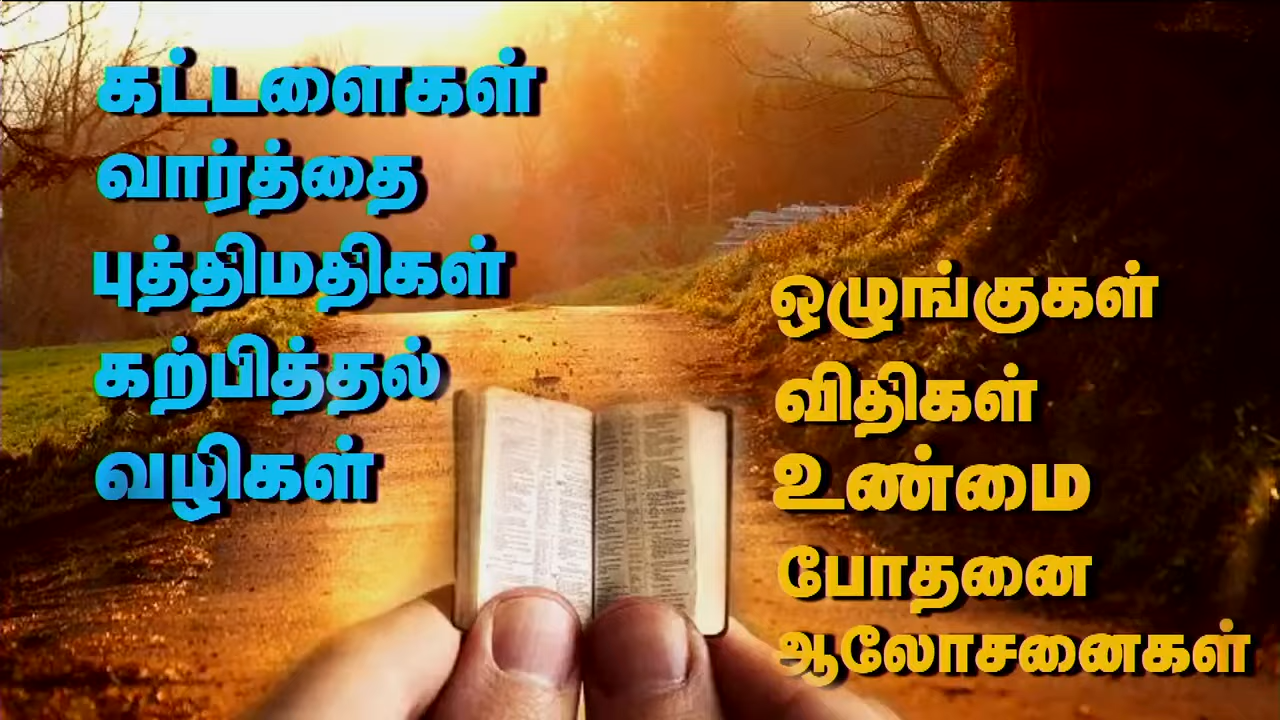 கட்டளைகள்
வார்த்தை
புத்திமதிகள்
கற்பித்தல்
வழிகள்
ஒழுங்குகள்
விதிகள்
உண்மை
போதனை
ஆலோசனைகள்